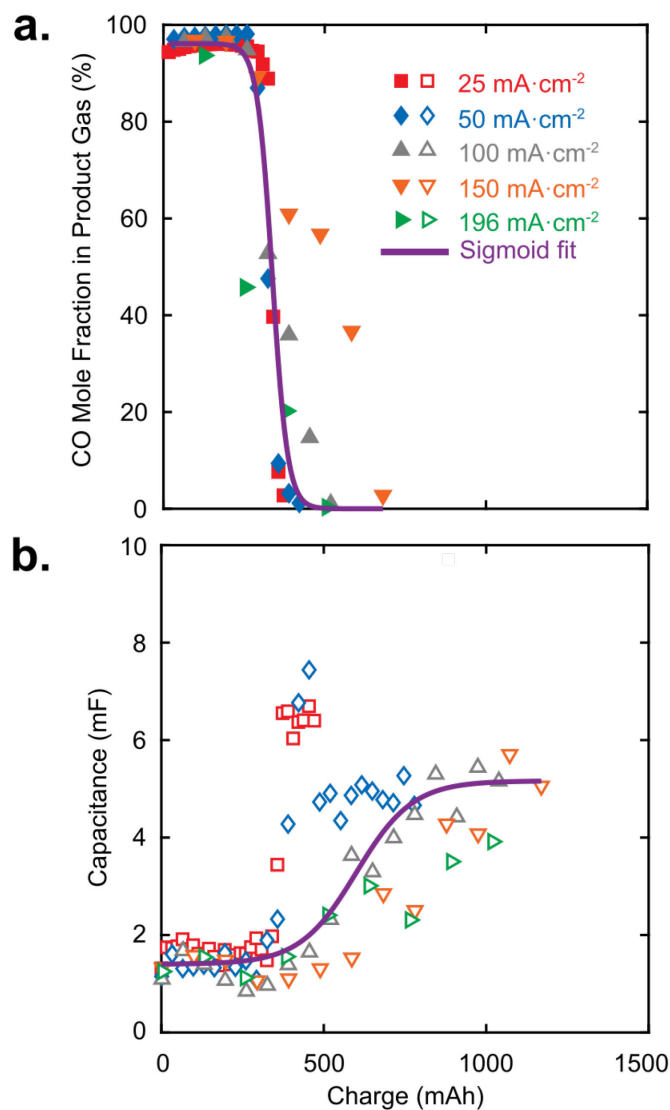 a.
CO Mole Fraction in Product Gas (%)
100
80
60
40
20
0
25 mA·cm-2
50 mA·cm-2
100 mA·cm-2
150 mA·cm-2
196 mA·cm-2
Sigmoid fit
b.
Capacitance (mF)
10
8
6
4
2
0
0 500 1000 1500
Charge (mAh)